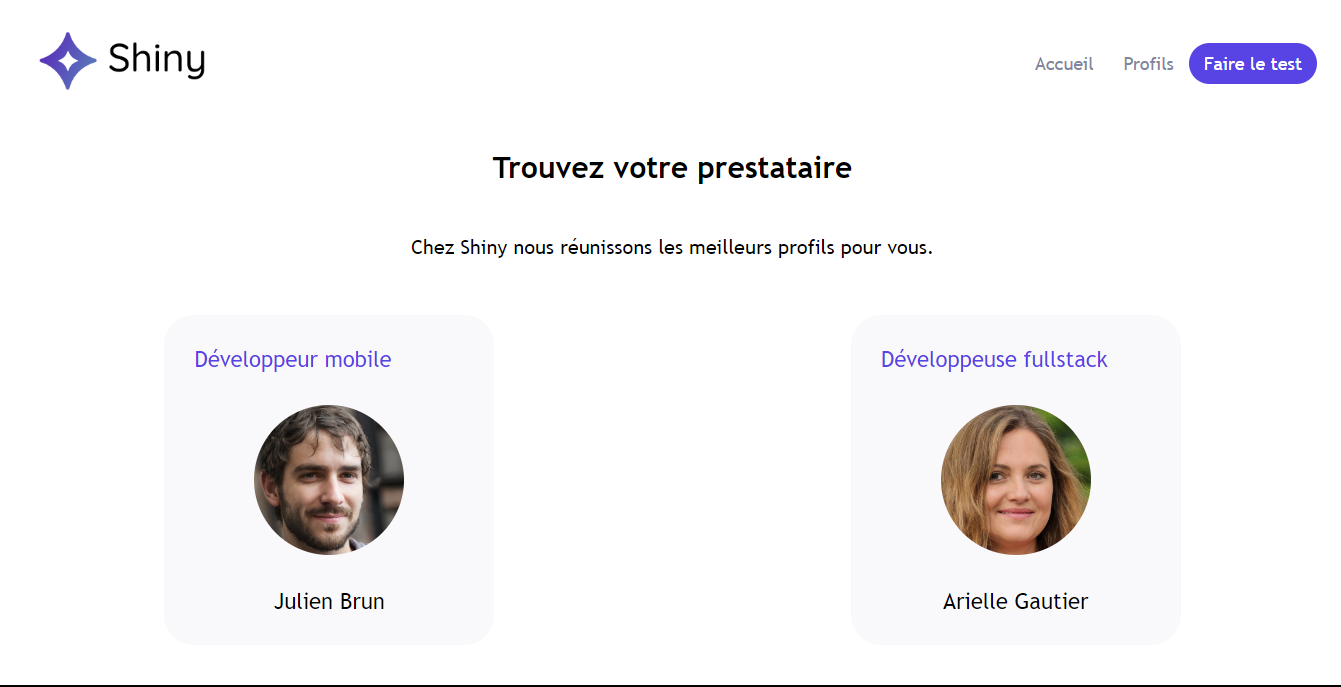 Shiny
Accueil Profils Faire le test
Trouvez votre prestataire
Chez Shiny nous réunissons les meilleurs profils pour vous.
Développeur mobile
Julien Brun
Développeuse fullstack
Arielle Gautier